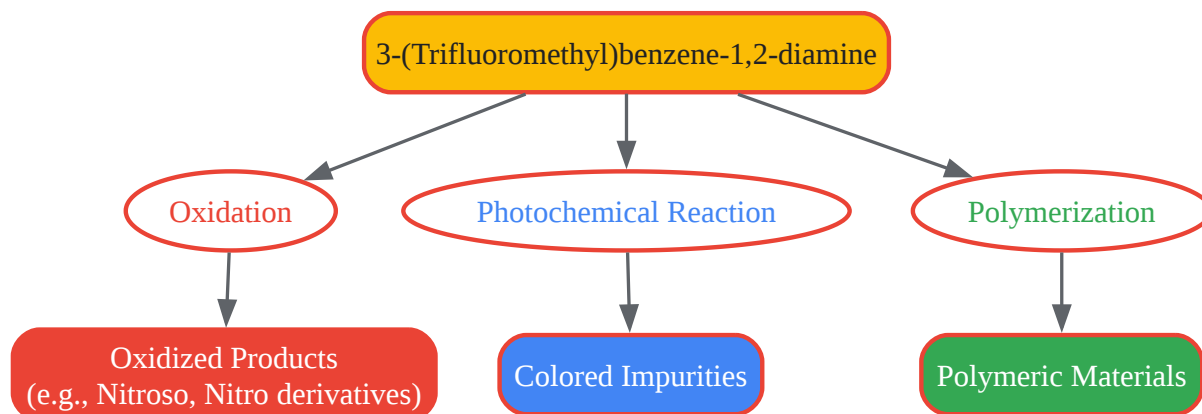 3-(Trifluoromethyl)benzene-1,2-diamine
Oxidation
Photochemical Reaction
Polymerization
Oxidized Products
(e.g., Nitroso, Nitro derivatives)
Colored Impurities
Polymeric Materials